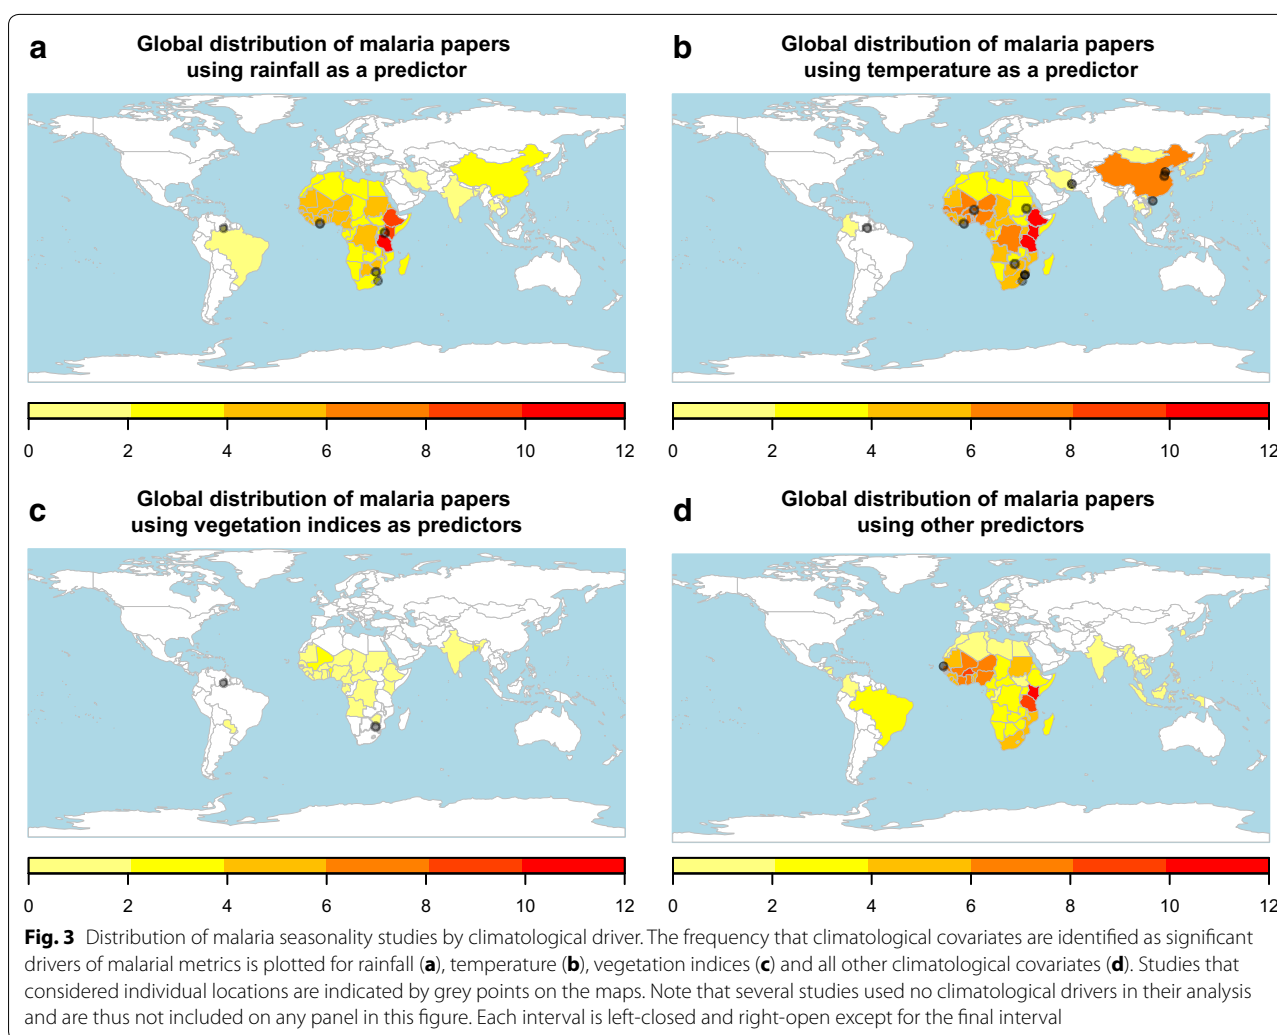 a
Global distribution of malaria papers
using rainfall as a predictor
0 2 4 6 8 10 12
b
Global distribution of malaria papers
using temperature as a predictor
0 2 4 6 8 10 12
c
Global distribution of malaria papers
using vegetation indices as predictors
0 2 4 6 8 10 12
d
Global distribution of malaria papers
using other predictors
0 2 4 6 8 10 12
Fig. 3 Distribution of malaria seasonality studies by climatological driver. The frequency that climatological covariates are identified as significant
drivers of malarial metrics is plotted for rainfall (a), temperature (b), vegetation indices (c) and all other climatological covariates (d). Studies that
considered individual locations are indicated by grey points on the maps. Note that several studies used no climatological drivers in their analysis
and are thus not included on any panel in this figure. Each interval is left-closed and right-open except for the final interval